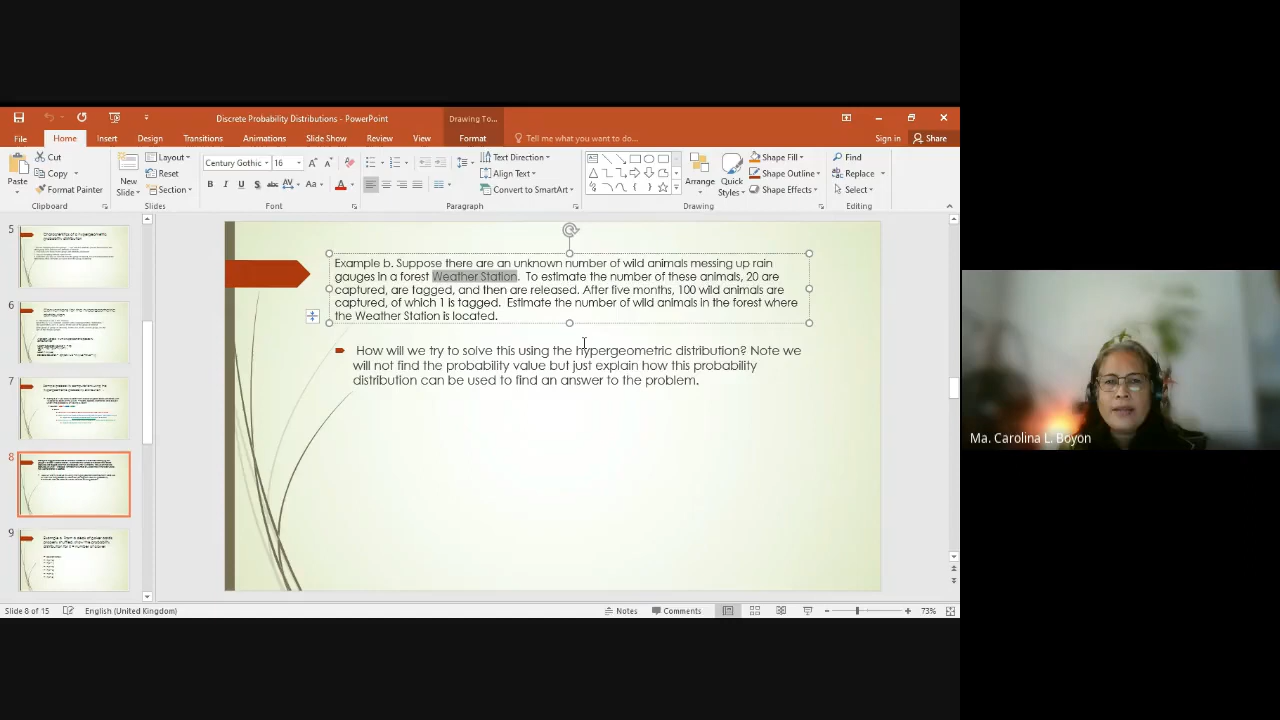 Discrete Probability Distributions - PowerPoint
Drawing To...
File
Home
Insert
Design
Transitions
Animations
Slide Show
Review
View
Format
Tell me what you want to do...
Sign in
Share
Paste
Cut
Copy
Format Painter
Clipboard
New Slide
Layout
Reset
Section
Slides
Century Gothic
16
B I U S abc AV Aa A
Font
Text Direction
Align Text
Convert to SmartArt
Paragraph
Arrange
Quick Styles
Shape Fill
Shape Outline
Shape Effects
Drawing
Find
Replace
Select
Editing
5
6
7
8
9
Example b. Suppose there are an unknown number of wild animals messing up rain
gauges in a forest Weather Station. To estimate the number of these animals, 20 are
captured, are tagged, and then are released. After five months, 100 wild animals are
captured, of which 1 is tagged. Estimate the number of wild animals in the forest where
the Weather Station is located.
How will we try to solve this using the hypergeometric distribution? Note we
will not find the probability value but just explain how this probability
distribution can be used to find an answer to the problem.
Ma. Carolina L. Boyon
Slide 8 of 15
English (United Kingdom)
Notes
Comments
73%